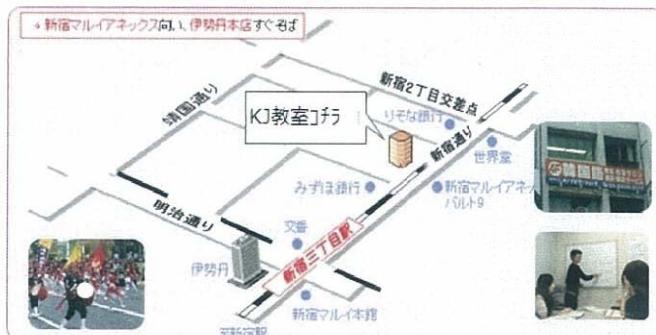 新宿マルイアネックス向い、伊勢丹本店すぐそば
靖国通り
新宿2丁目交差点
りそな銀行
KJ教室コチラ
新宿通り
世界堂
みずほ銀行
新宿マルイアネッ
バルト9
明治通り
交番
新宿三丁目駅
伊勢丹
新宿マルイ本館
至新宿駅
韓国語